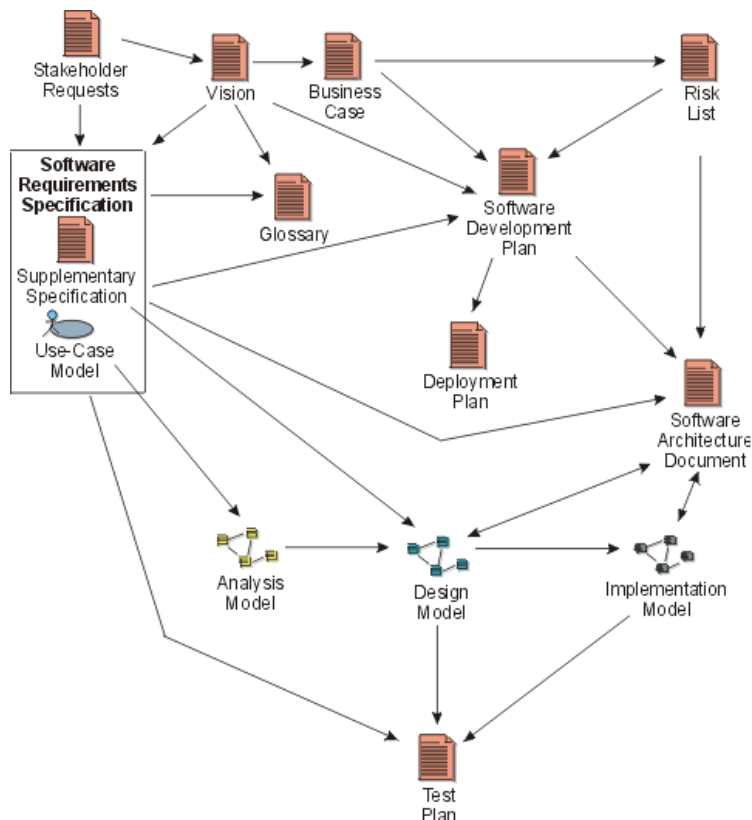 Stakeholder
Requests
Vision
Business
Case
Risk
List
Software
Requirements
Specification
Supplementary
Specification
Use-Case
Model
Glossary
Software
Development
Plan
Deployment
Plan
Software
Architecture
Document
Analysis
Model
Design
Model
Implementation
Model
Test
Plan